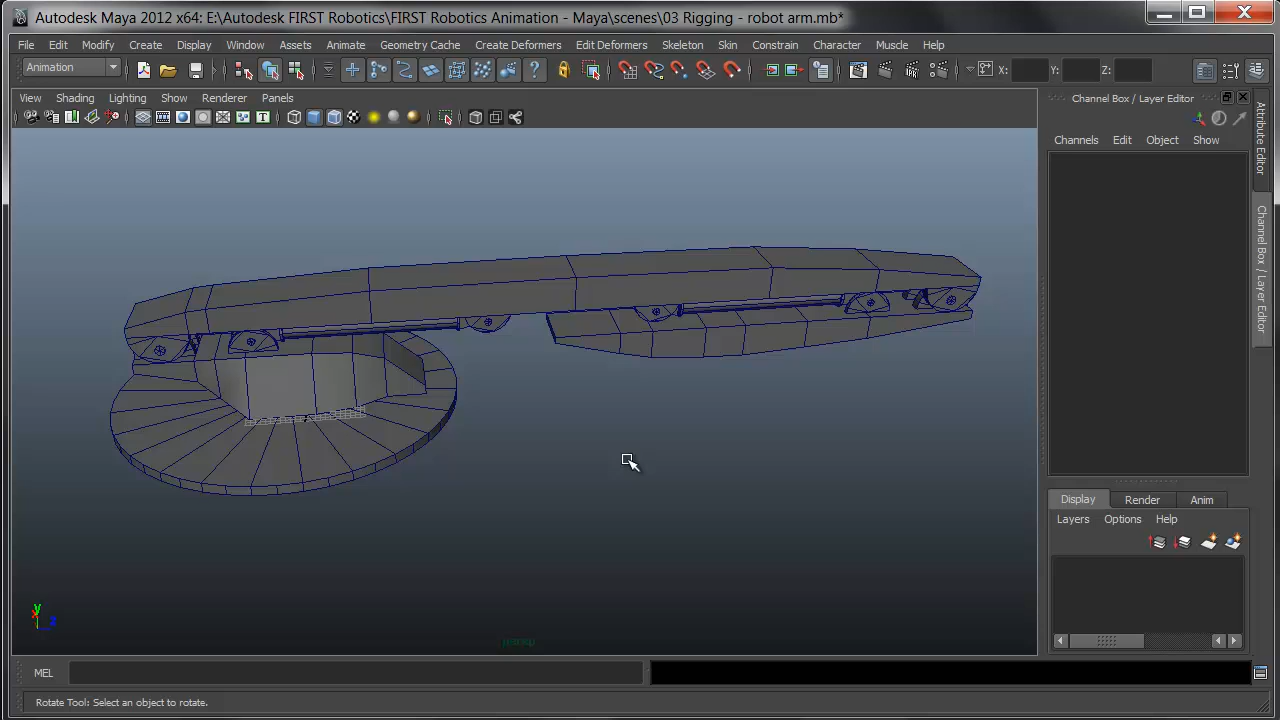 Autodesk Maya 2012 x64: E:\Autodesk FIRST Robotics\FIRST Robotics Animation - Maya\scenes\03 Rigging - robot arm.mb*
File Edit Modify Create Display Window Assets Animate Geometry Cache Create Deformers Edit Deformers Skeleton Skin Constrain Character Muscle Help
Animation X: Y: Z:
View Shading Lighting Show Renderer Panels
Channel Box / Layer Editor
Channels Edit Object Show
Attribute Editor
Channel Box / Layer Editor
Display Render Anim
Layers Options Help
y
x
z
persp
MEL
Rotate Tool: Select an object to rotate.